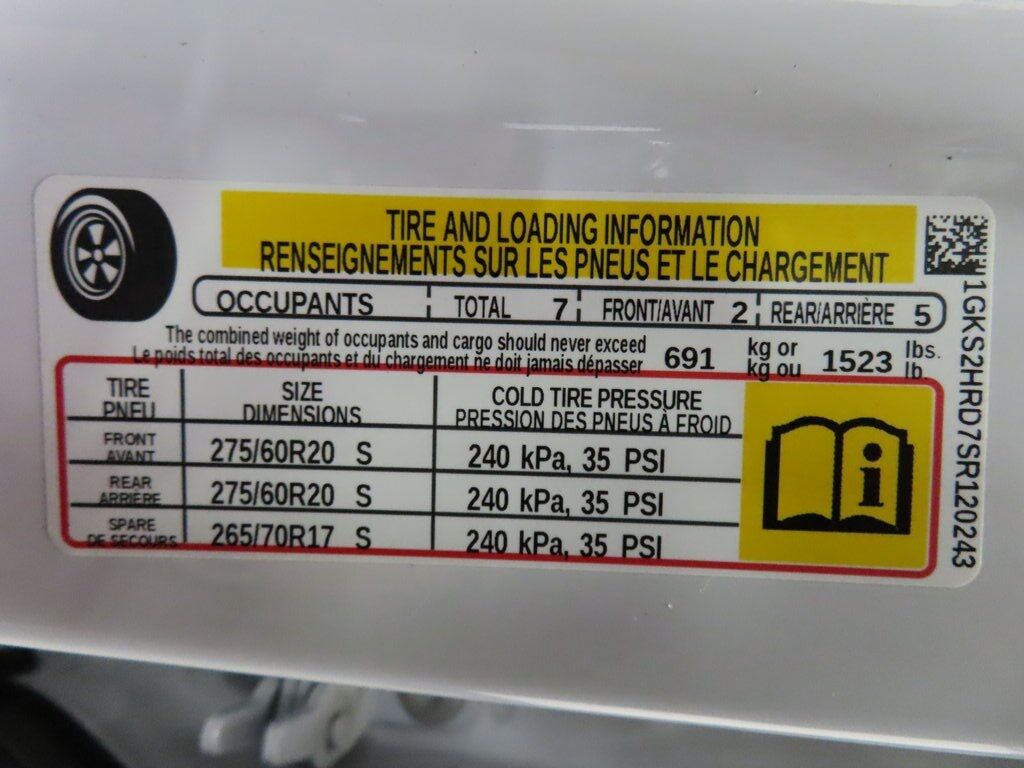 TIRE AND LOADING INFORMATION
RENSEIGNEMENTS SUR LES PNEUS ET LE CHARGEMENT
OCCUPANTS TOTAL 7 FRONT/AVANT 2 REAR/ARRIÈRE 5
The combined weight of occupants and cargo should never exceed 691 kg or 1523 lbs.
Le poids total des occupants et du chargement ne doit jamais dépasser kg ou lb.
TIRE SIZE COLD TIRE PRESSURE
PNEU DIMENSIONS PRESSION DES PNEUS À FROID
FRONT
AVANT 275/60R20 S 240 kPa, 35 PSI
REAR
ARRIÈRE 275/60R20 S 240 kPa, 35 PSI
SPARE
DE SECOURS 265/70R17 S 240 kPa, 35 PSI
i
1GKS2HRD7SR120243